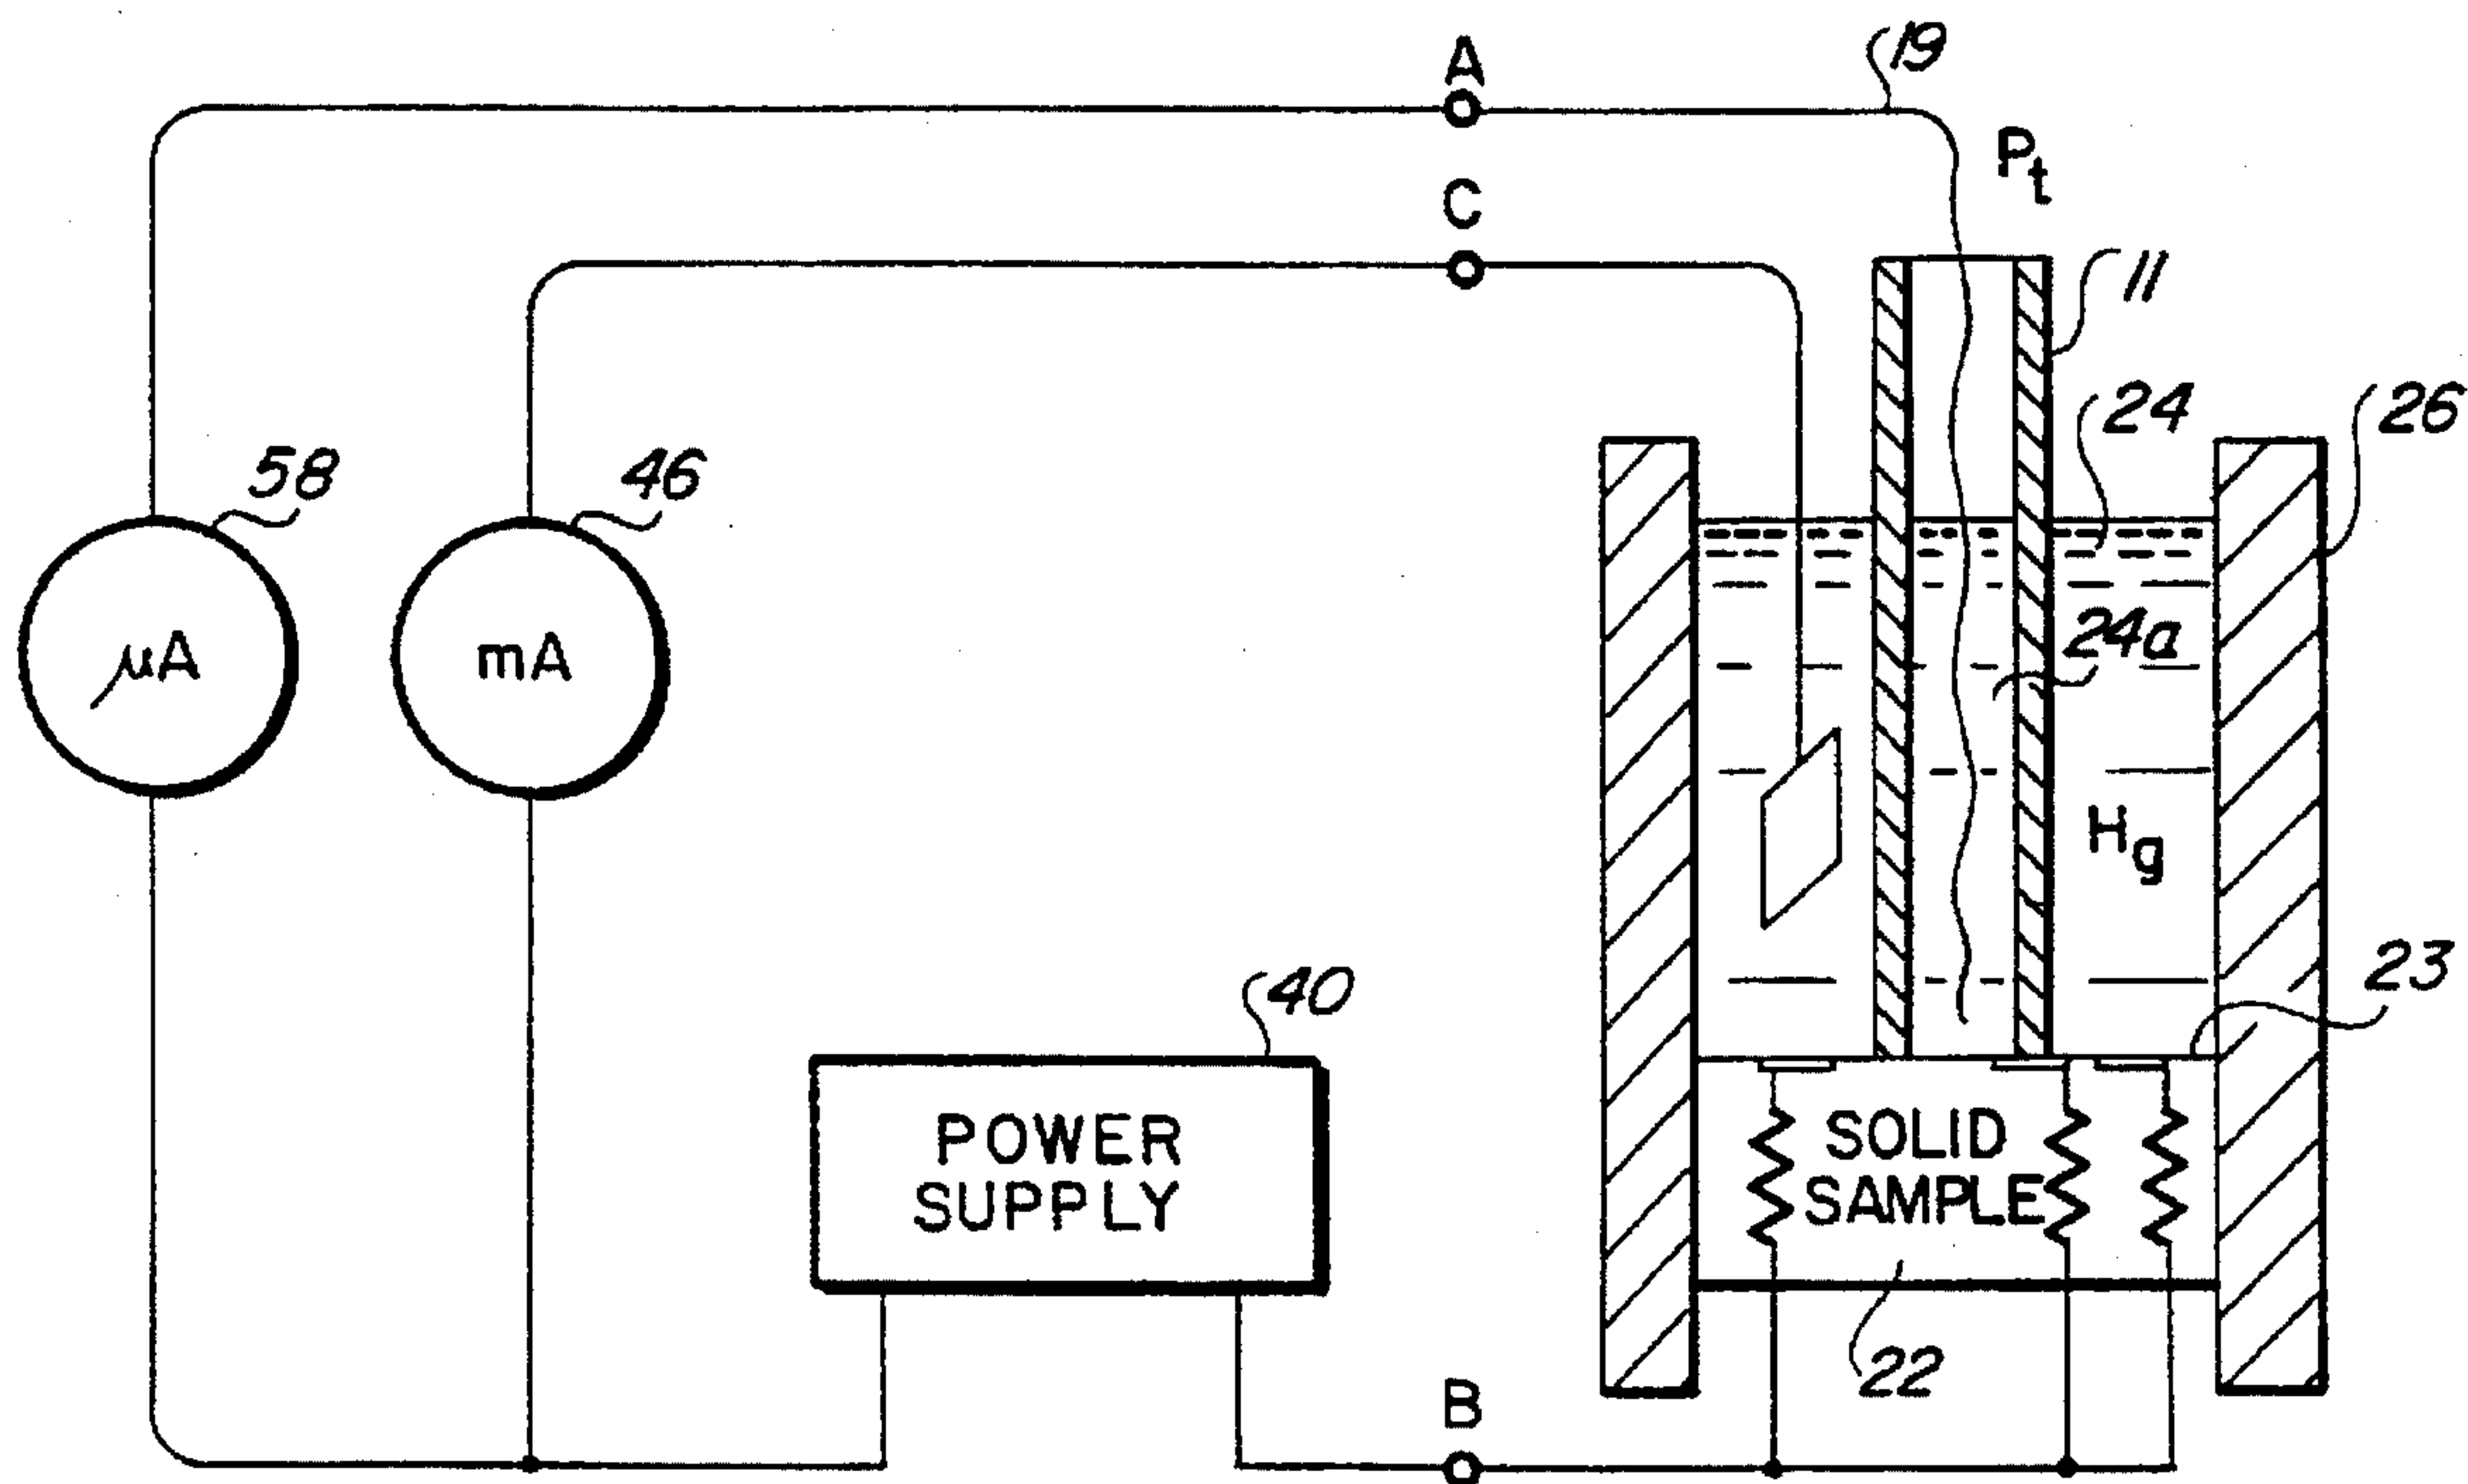 A
19
Pt
C
11
24
26
58
46
24a
μA
mA
Hg
23
40
POWER
SUPPLY
SOLID
SAMPLE
22
B